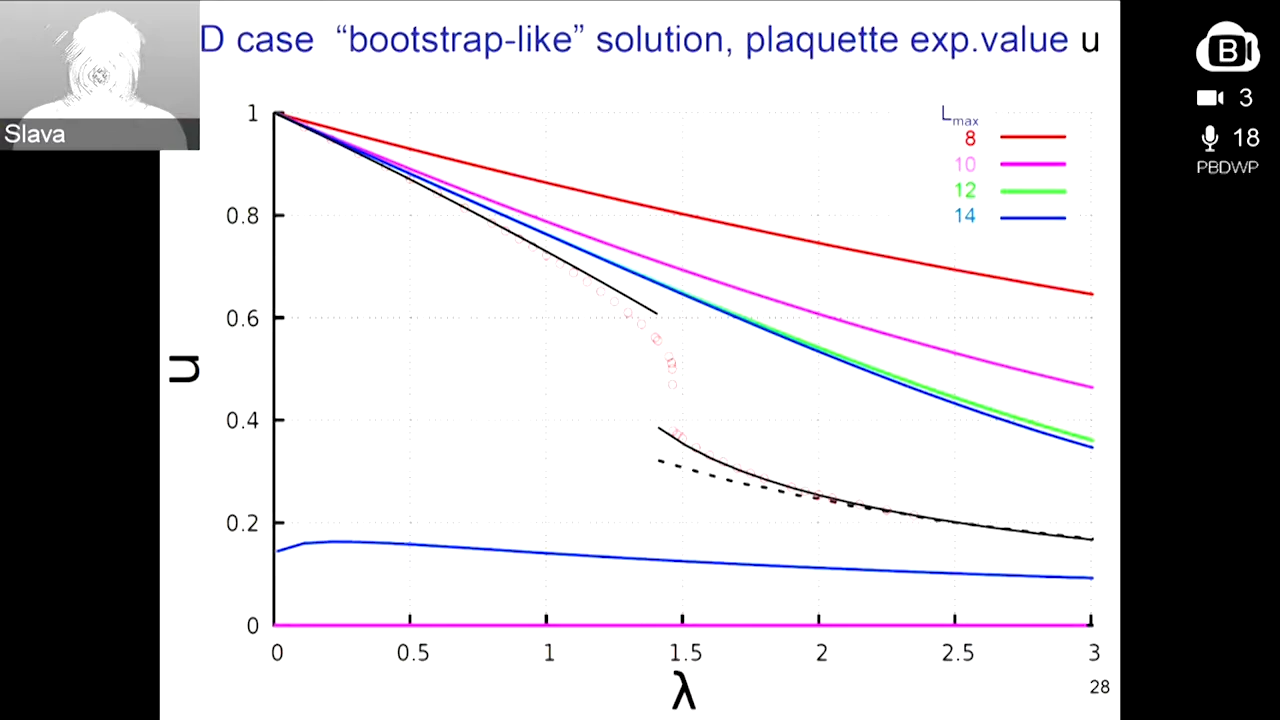 D case “bootstrap-like” solution, plaquette exp.value u
Slava
B
3
18
PBDWP
Lmax
8
10
12
14
1
0.8
0.6
0.4
0.2
0
u
0 0.5 1 1.5 2 2.5 3
λ
28